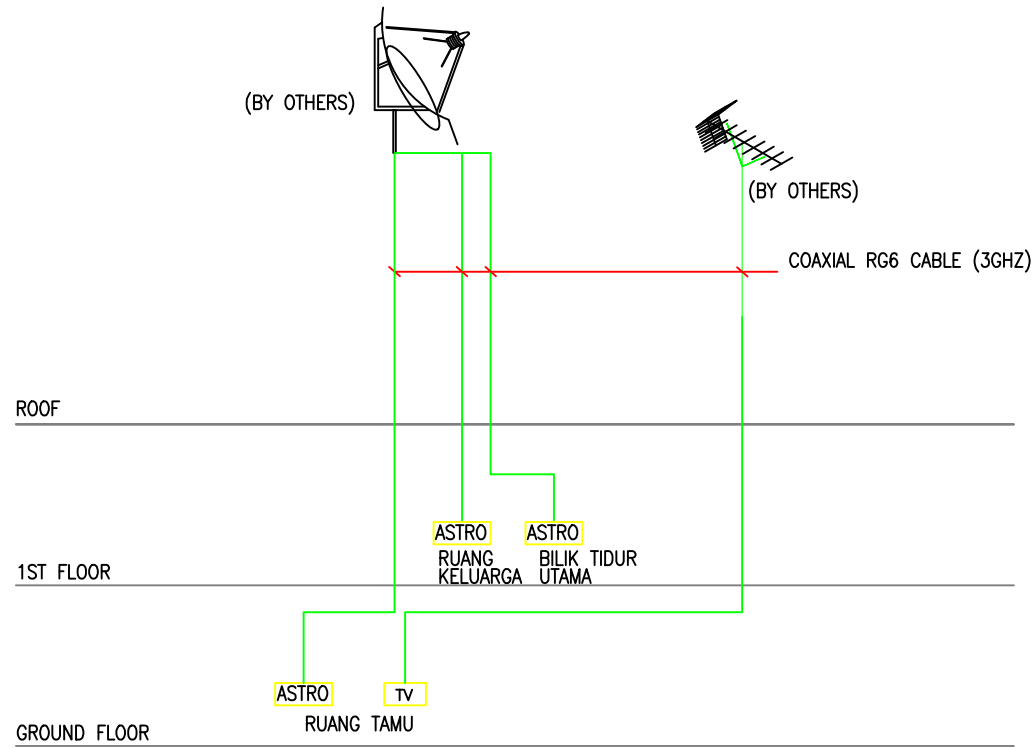 (BY OTHERS)
(BY OTHERS)
COAXIAL RG6 CABLE (3GHZ)
ROOF
ASTRO
ASTRO
RUANG
KELUARGA
BILIK TIDUR
UTAMA
1ST FLOOR
ASTRO
TV
RUANG TAMU
GROUND FLOOR